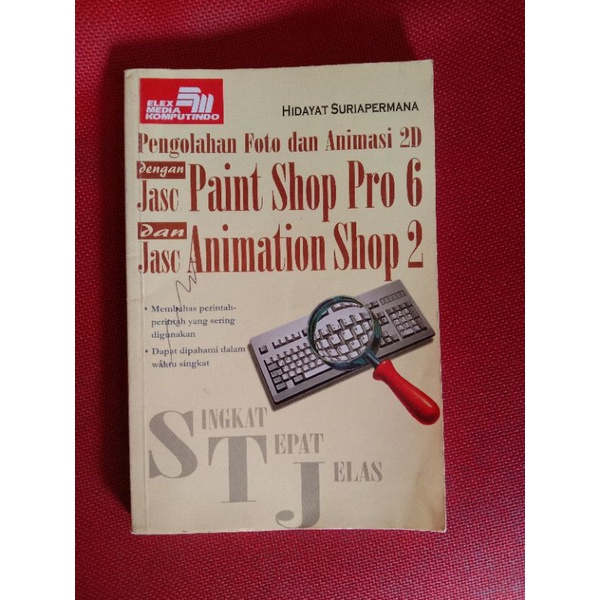 ELEX
MEDIA
KOMPUTINDO
HIDAYAT SURIAPERMANA
Pengolahan Foto dan Animasi 2D
dengan
Jasc Paint Shop Pro 6
dan
Jasc Animation Shop 2
• Membahas perintah-
perintah yang sering
digunakan
• Dapat dipahami dalam
waktu singkat
SINGKAT
TEPAT
JELAS